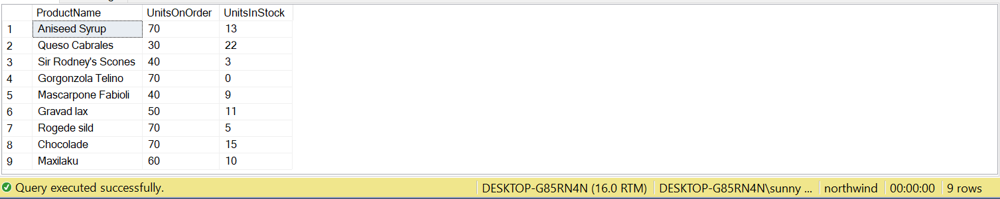 ProductName UnitsOnOrder UnitsInStock
1 Aniseed Syrup 70 13
2 Queso Cabrales 30 22
3 Sir Rodney's Scones 40 3
4 Gorgonzola Telino 70 0
5 Mascarpone Fabioli 40 9
6 Gravad lax 50 11
7 Rogede sild 70 5
8 Chocolade 70 15
9 Maxilaku 60 10
Query executed successfully. DESKTOP-G85RN4N (16.0 RTM) DESKTOP-G85RN4N\sunny ... northwind 00:00:00 9 rows